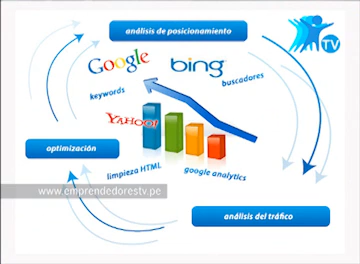 análisis de posicionamiento
TV
Google
bing
keywords
buscadores
YAHOO!
optimización
limpieza HTML
google analytics
www.emprendedorestv.pe
análisis del tráfico